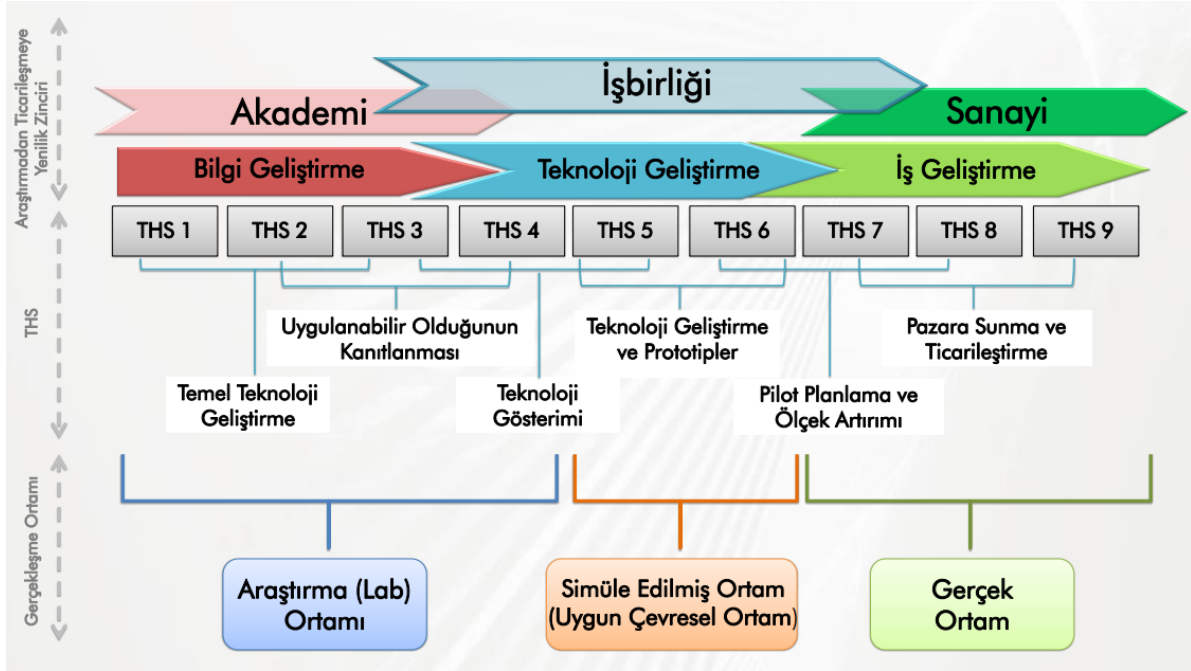 Araştırmadan Ticarileşmeye
Yenilik Zinciri
İşbirliği
Akademi
Sanayi
Bilgi Geliştirme
Teknoloji Geliştirme
İş Geliştirme
THS
THS 1
THS 2
THS 3
THS 4
THS 5
THS 6
THS 7
THS 8
THS 9
Uygulanabilir Olduğunun
Kanıtlanması
Teknoloji Geliştirme
ve Prototipler
Pazara Sunma ve
Ticarileştirme
Temel Teknoloji
Geliştirme
Teknoloji
Gösterimi
Pilot Planlama ve
Ölçek Artırımı
Gerçekleşme Ortamı
Araştırma (Lab)
Ortamı
Simüle Edilmiş Ortam
(Uygun Çevresel Ortam)
Gerçek
Ortam